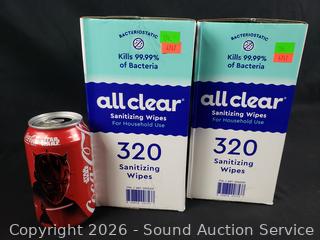 BACTERIOSTATIC
Kills 99.99%
of Bacteria
all clear
Sanitizing Wipes
For Household Use
320
Sanitizing
Wipes
BACTERIOSTATIC
Kills 99.99%
of Bacteria
all clear
Sanitizing Wipes
For Household Use
320
Sanitizing
Wipes
STAR
WARS
Copyright 2026 - Sound Auction Service